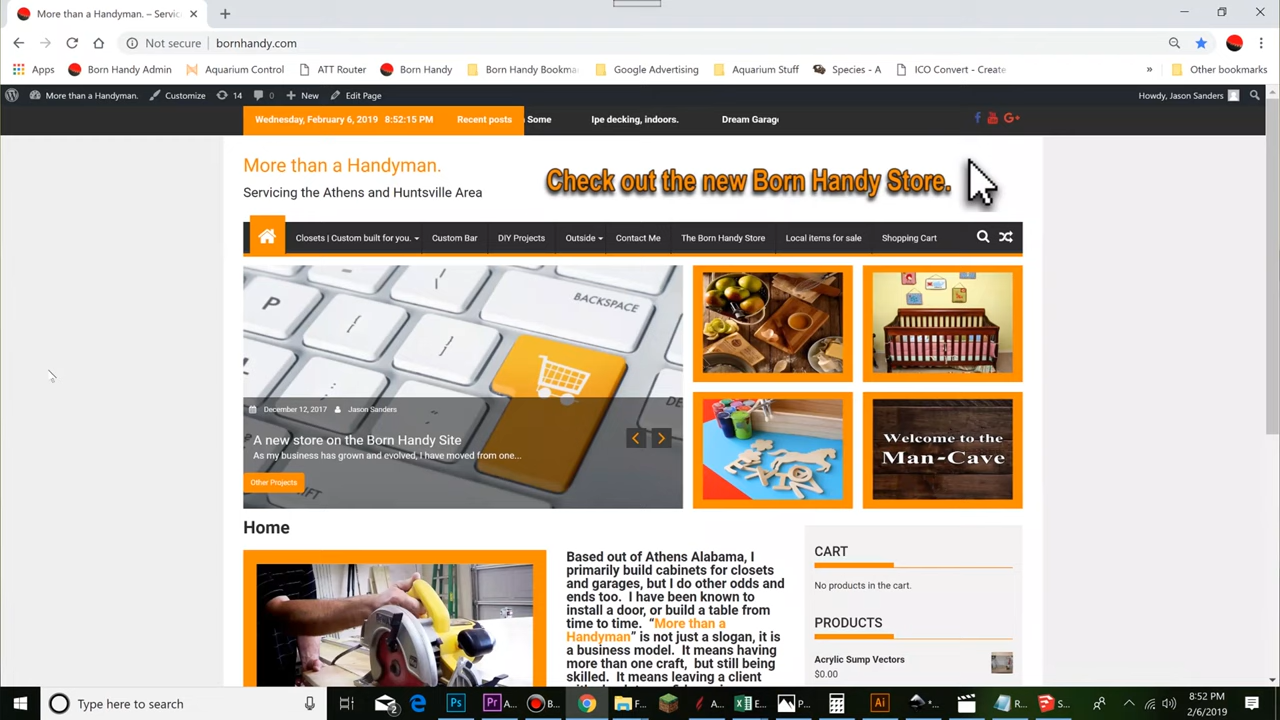 More than a Handyman. – Servic
Not secure
bornhandy.com
Apps
Born Handy Admin
Aquarium Control
ATT Router
Born Handy
Born Handy Bookma
Google Advertising
Aquarium Stuff
Species - A
ICO Convert - Create
»
Other bookmarks
More than a Handyman.
Customize
14
0
New
Edit Page
Howdy, Jason Sanders
Wednesday, February 6, 2019 8:52:15 PM
Recent posts
Some
Ipe decking, indoors.
Dream Garag
More than a Handyman.
Servicing the Athens and Huntsville Area
Check out the new Born Handy Store.
Closets | Custom built for you.
Custom Bar
DIY Projects
Outside
Contact Me
The Born Handy Store
Local items for sale
Shopping Cart
BACKSPACE
P
December 12, 2017
Jason Sanders
A new store on the Born Handy Site
As my business has grown and evolved, I have moved from one...
Other Projects
Welcome to the
Man-Cave
Home
Based out of Athens Alabama, I
primarily build cabinets for closets
and garages, but I do other odds and
ends too. I have been known to
install a door, or build a table from
time to time. “More than a
Handyman” is not just a slogan, it is
a business model. It means having
more than one craft, but still being
skilled. It means leaving a client
CART
No products in the cart.
PRODUCTS
Acrylic Sump Vectors
$0.00
Type here to search
2
Ps
Pr
A...
B...
F...
A...
E...
P...
Ai
R...
S...
8:52 PM
2/6/2019